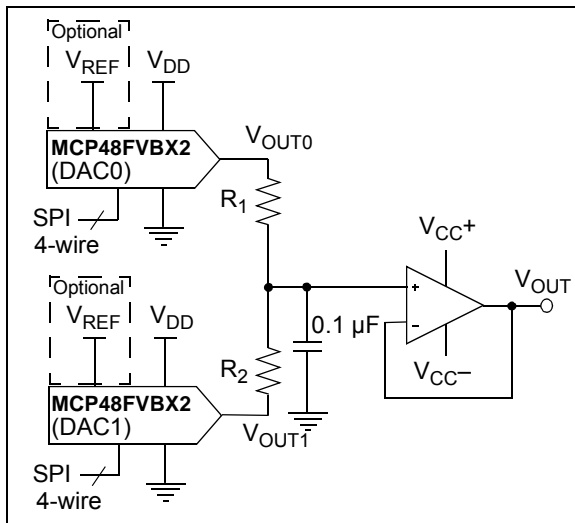 Optional
VREF VDD
MCP48FVBX2
(DAC0)
VOUT0
SPI
4-wire
R1
VCC+
VOUT
+
–
VCC–
0.1 µF
Optional
VREF VDD
R2
MCP48FVBX2
(DAC1)
VOUT1
SPI
4-wire